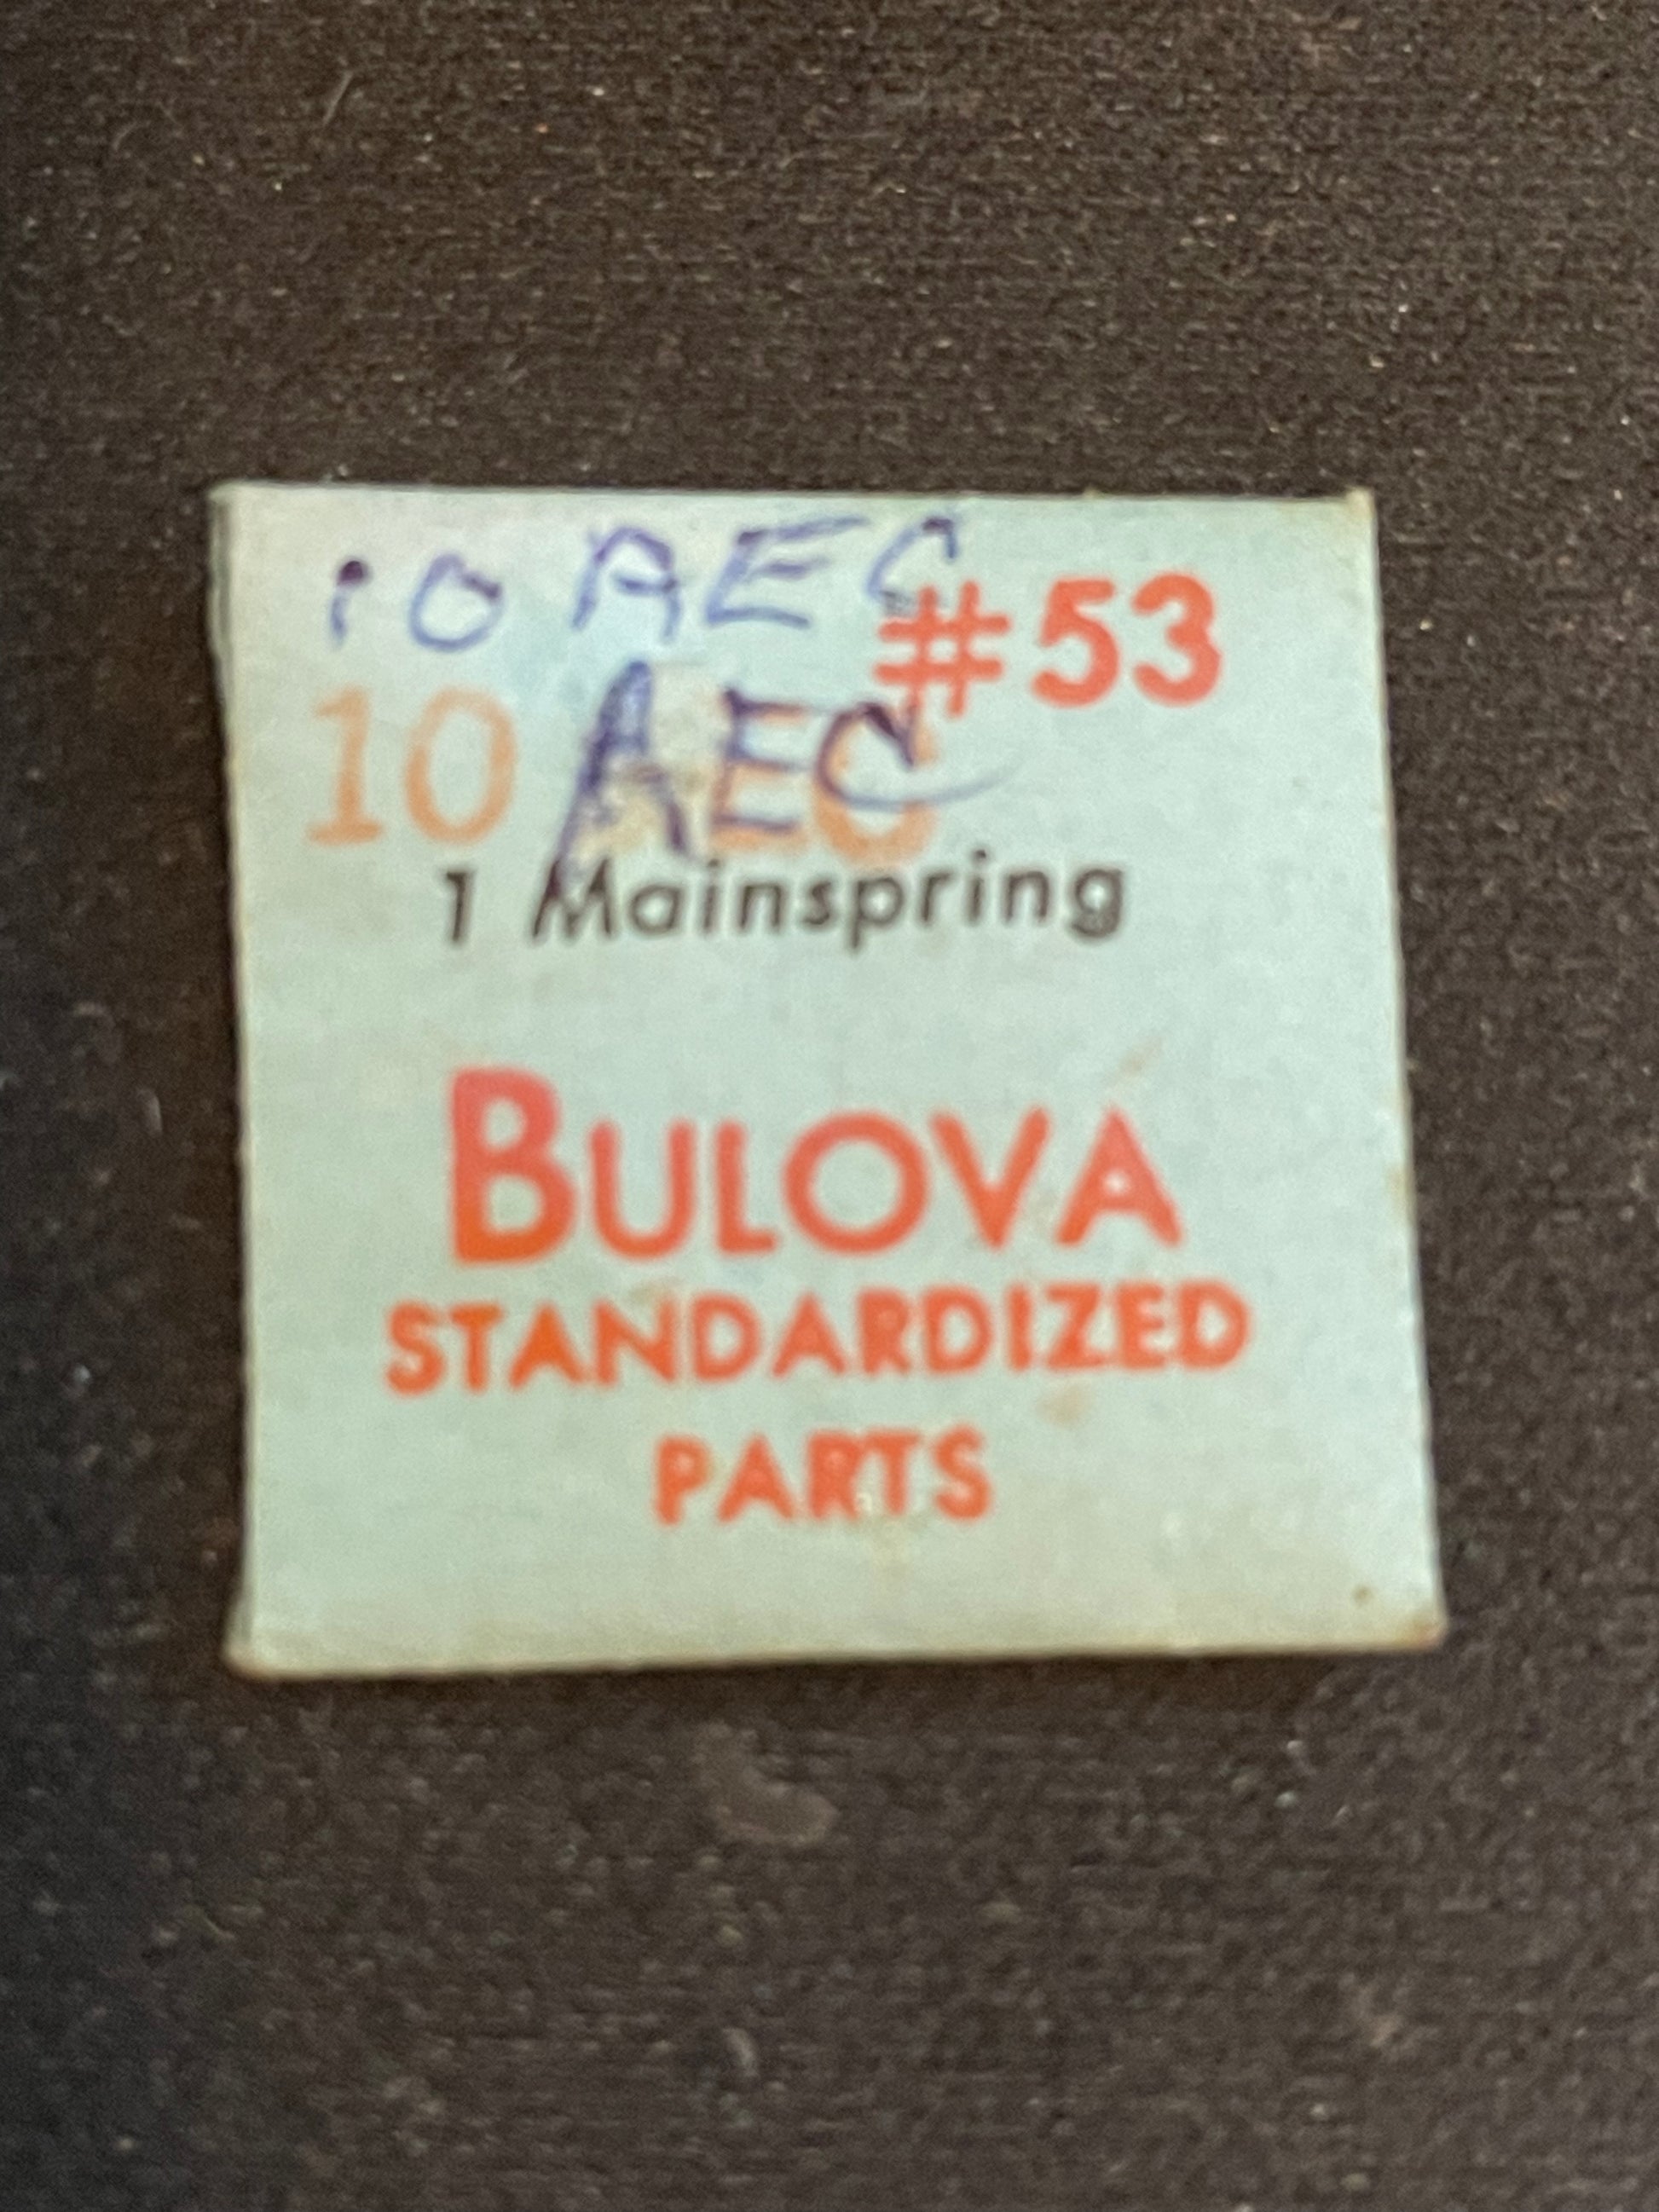 10 AEC
#53
10 AEC
1 Mainspring
BULOVA
STANDARDIZED
PARTS